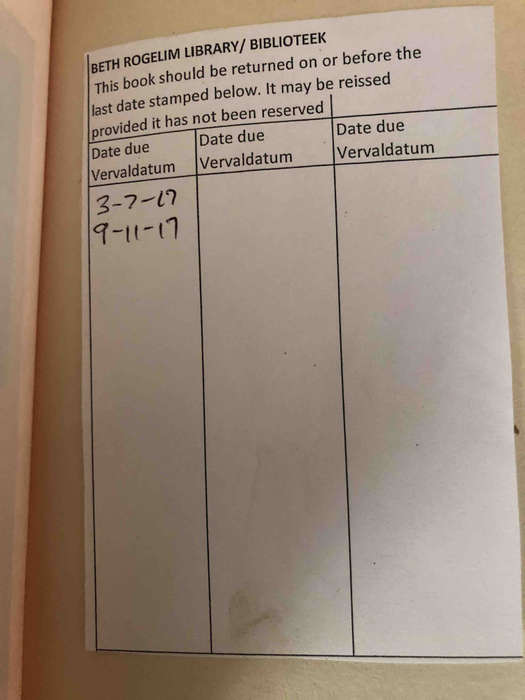 BETH ROGELIM LIBRARY/ BIBLIOTEEK
This book should be returned on or before the
last date stamped below. It may be reissed
provided it has not been reserved
Date due
Vervaldatum
Date due
Vervaldatum
Date due
Vervaldatum
3-7-17
9-11-17